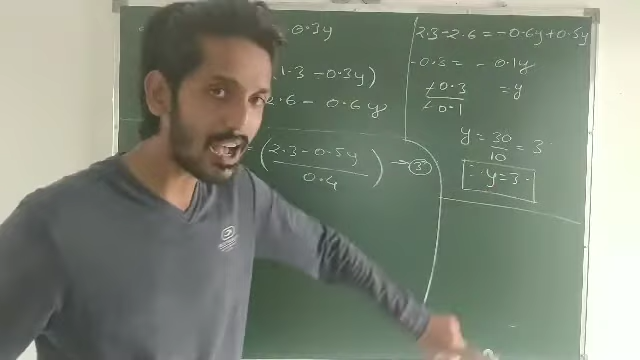 0.3y
1.3 - 0.3y)
2.6 - 0.6y
= (2.3 - 0.5y / 0.4) → ③
2.3 - 2.6 = -0.6y + 0.5y
-0.3 = -0.1y
-0.3 / -0.1 = y
y = 30/10 = 3
∴ y = 3